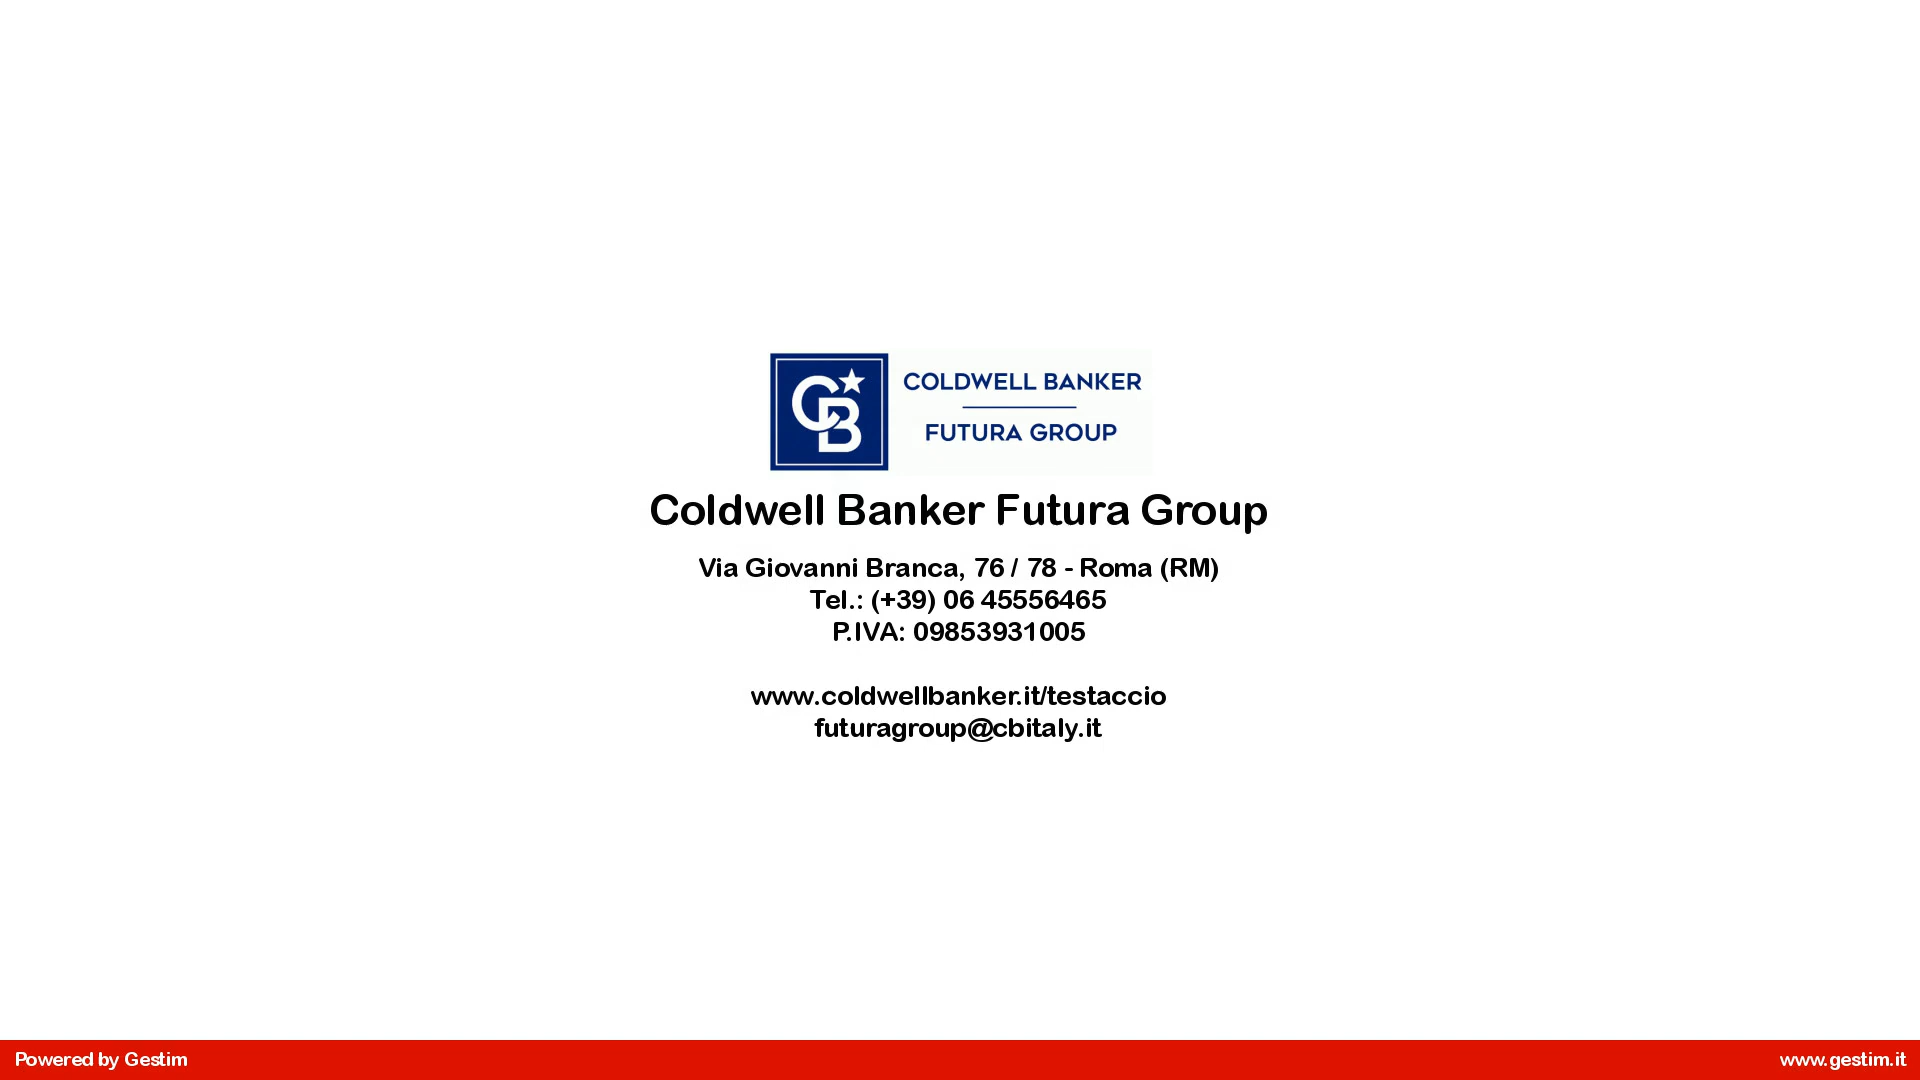 COLDWELL BANKER
FUTURA GROUP
Coldwell Banker Futura Group
Via Giovanni Branca, 76 / 78 - Roma (RM)
Tel.: (+39) 06 45556465
P.IVA: 09853931005
www.coldwellbanker.it/testaccio
futuragroup@cbitaly.it
Powered by Gestim
www.gestim.it